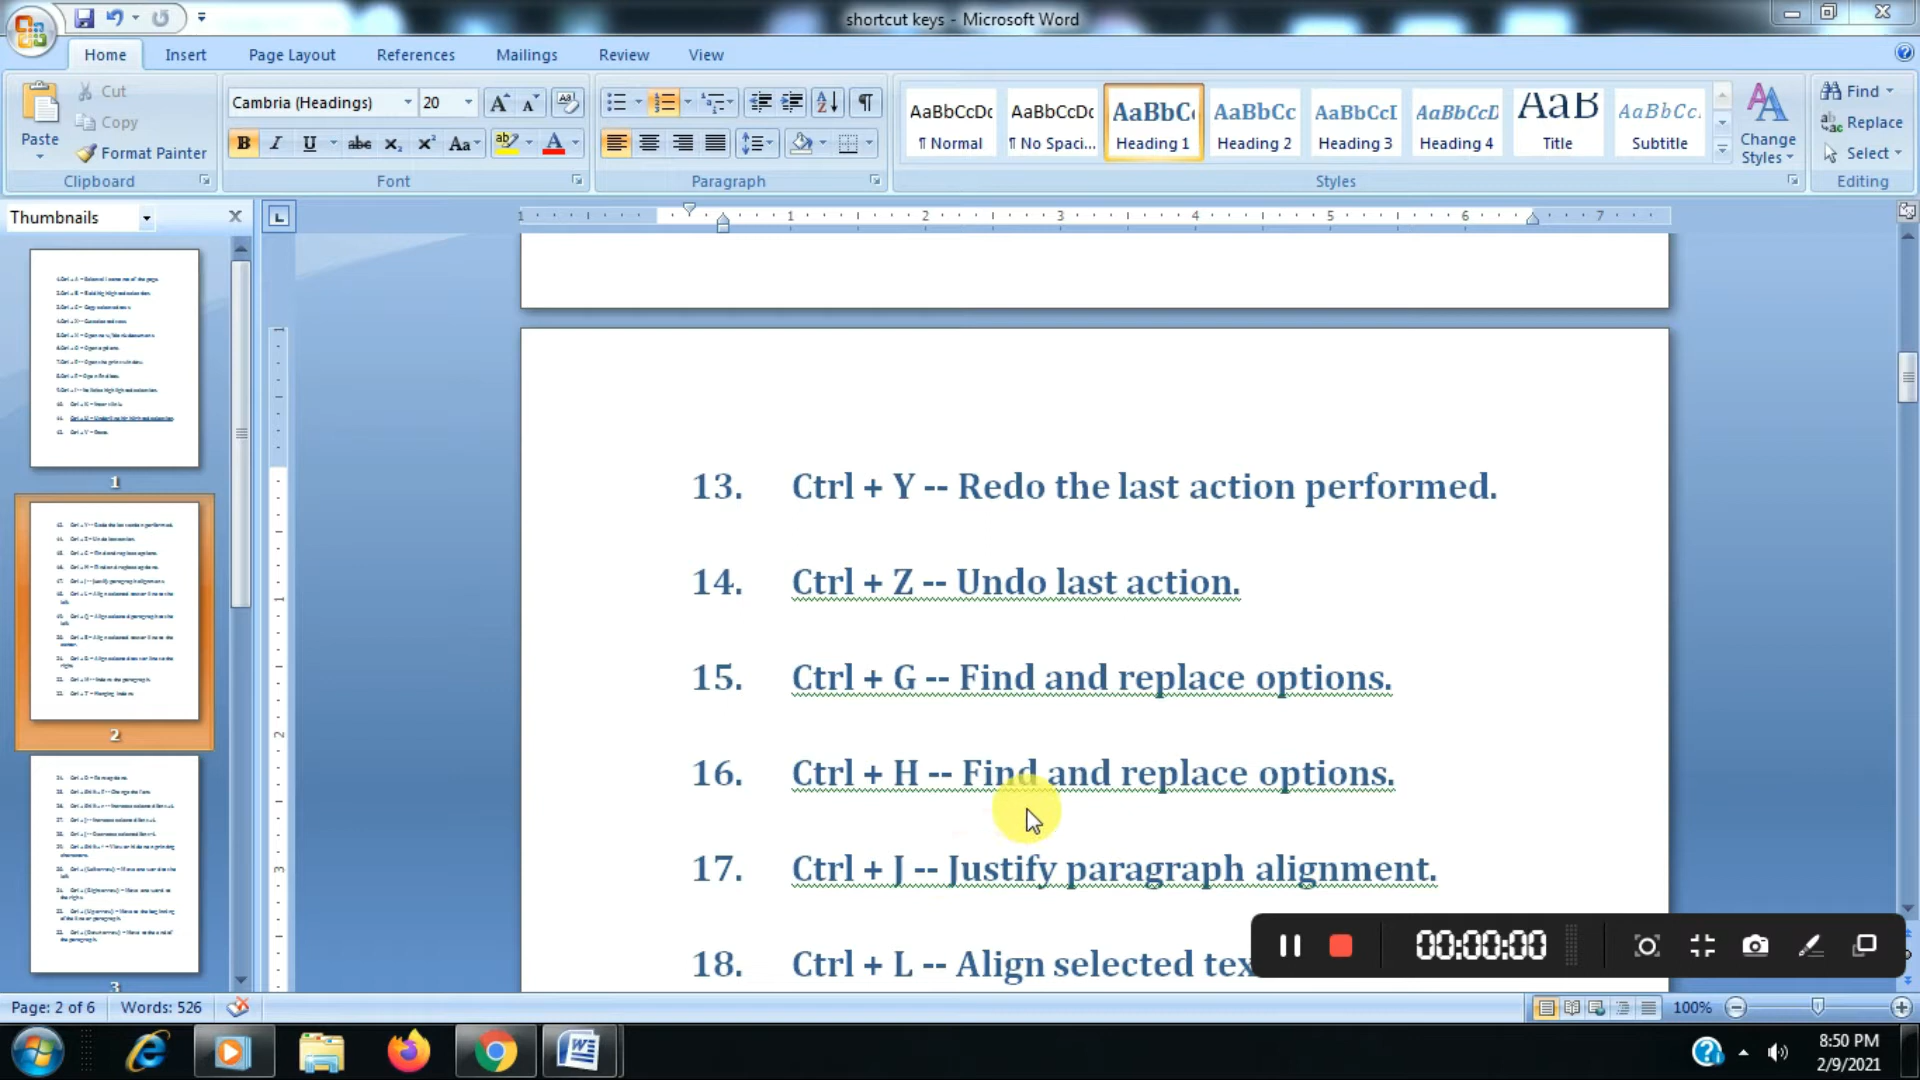 shortcut keys - Microsoft Word
Home
Insert
Page Layout
References
Mailings
Review
View
Paste
Cut
Copy
Format Painter
Clipboard
Cambria (Headings)
20
Font
Paragraph
AaBbCcDc
¶ Normal
AaBbCcDc
¶ No Spaci...
AaBbC
Heading 1
AaBbCc
Heading 2
AaBbCcI
Heading 3
AaBbCcD
Heading 4
AaB
Title
AaBbCc.
Subtitle
Change
Styles
Styles
Find
Replace
Select
Editing
Thumbnails
1
2
3
13. Ctrl + Y -- Redo the last action performed.
14. Ctrl + Z -- Undo last action.
15. Ctrl + G -- Find and replace options.
16. Ctrl + H -- Find and replace options.
17. Ctrl + J -- Justify paragraph alignment.
18. Ctrl + L -- Align selected tex
00:00:00
Page: 2 of 6
Words: 526
100%
8:50 PM
2/9/2021